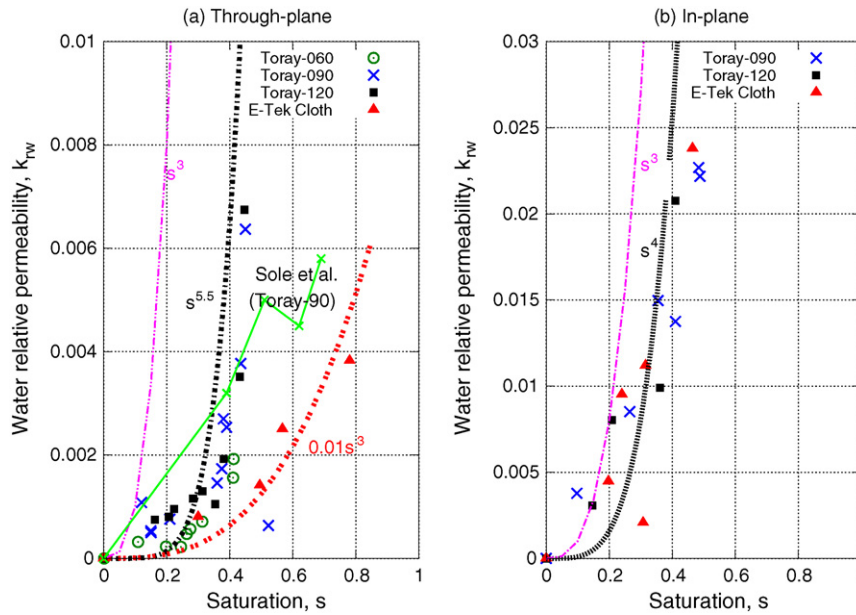 (a) Through-plane
0.01
0.008
0.006
0.004
0.002
0
0
0.2
0.4
0.6
0.8
1
Water relative permeability, k_rw
Saturation, s
Toray-060
Toray-090
Toray-120
E-Tek Cloth
s^3
s^5.5
Sole et al.
(Toray-90)
0.01s^3
(b) In-plane
0.03
0.025
0.02
0.015
0.01
0.005
0
0
0.2
0.4
0.6
0.8
1
Water relative permeability, k_rw
Saturation, s
Toray-090
Toray-120
E-Tek Cloth
s^3
s^4